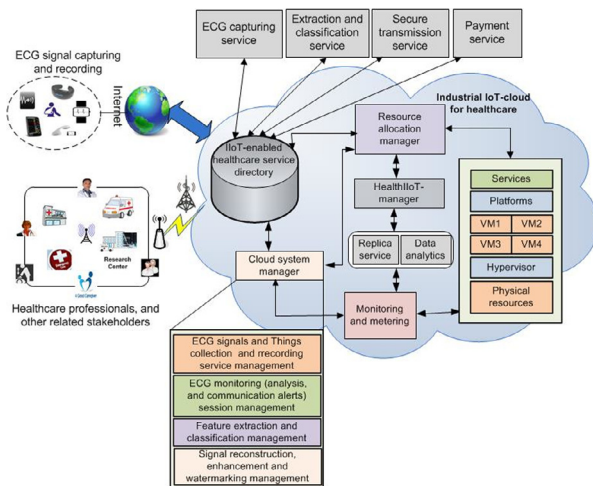 ECG capturing
service
Extraction and
classification
service
Secure
transmission
service
Payment
service
ECG signal capturing
and recording
Internet
Industrial IoT-cloud
for healthcare
IIoT-enabled
healthcare service
directory
Resource
allocation
manager
HealthIIoT-
manager
Replica
service
Data
analytics
Cloud system
manager
Monitoring
and metering
Services
Platforms
VM1
VM2
VM3
VM4
Hypervisor
Physical
resources
Research
Center
Healthcare professionals, and
other related stakeholders
ECG signals and Things
collection and rrecording
service management
ECG monitoring (analysis,
and communication alerts)
session management
Feature extraction and
classification management
Signal reconstruction,
enhancement and
watermarking management